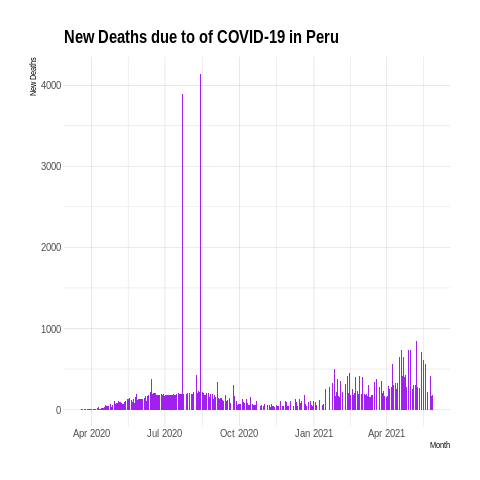 New Deaths due to of COVID-19 in Peru
New Deaths
4000
3000
2000
1000
0
Apr 2020 Jul 2020 Oct 2020 Jan 2021 Apr 2021
Month